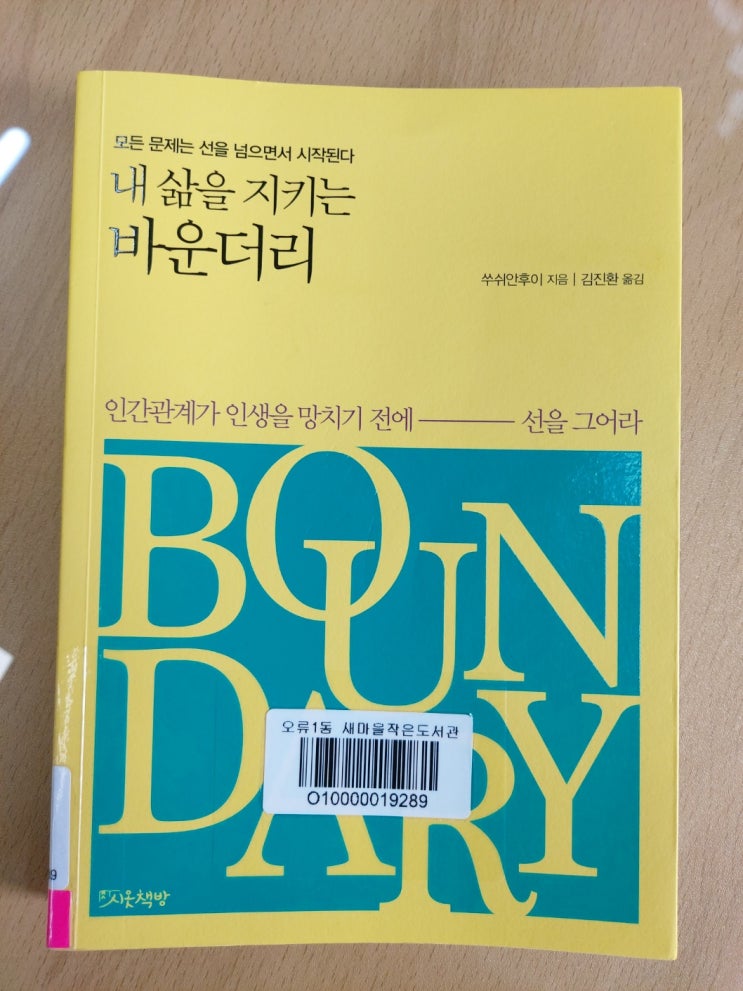 모든 문제는 선을 넘으면서 시작된다
내 삶을 지키는
바운더리
쑤쉬안후이 지음 | 김진환 옮김
인간관계가 인생을 망치기 전에 ——— 선을 그어라
BOUN
DARY
오류1동 새마을작은도서관
O10000019289
시옷책방